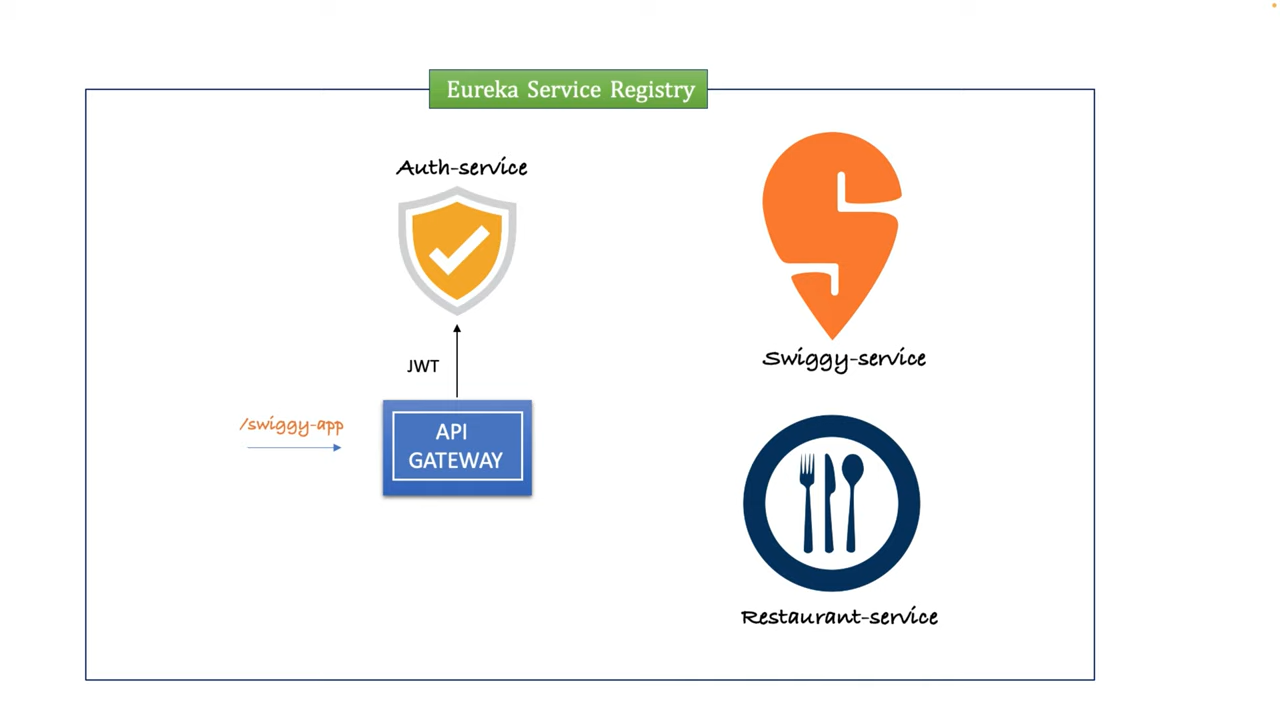 Eureka Service Registry
Auth-service
JWT
/swiggy-app
API
GATEWAY
Swiggy-service
Restaurant-service